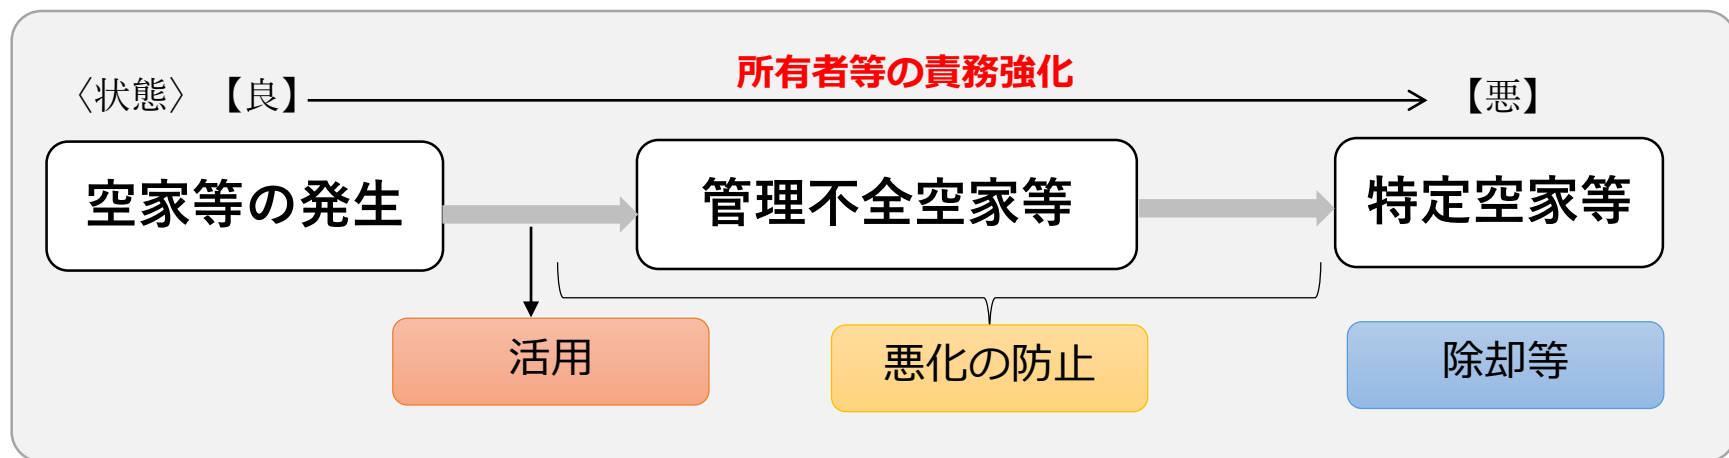 所有者等の責務強化
〈状態〉【良】
【悪】
空家等の発生
管理不全空家等
特定空家等
活用
悪化の防止
除却等